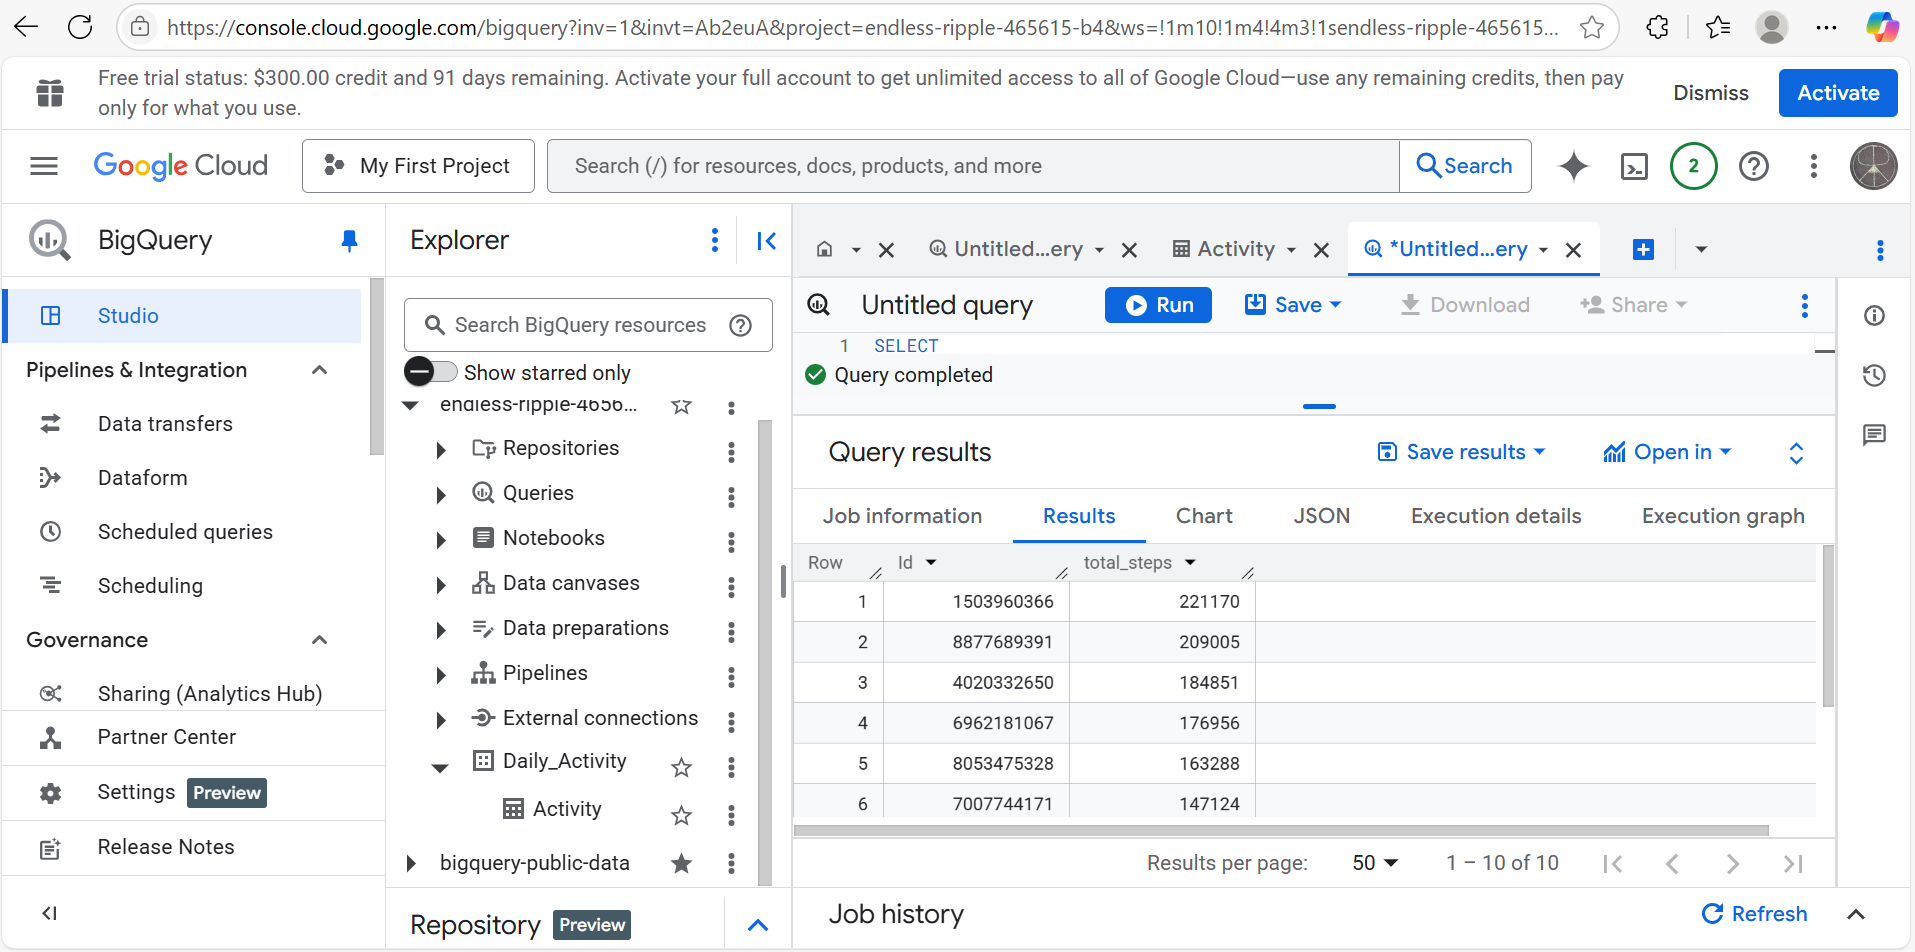 https://console.cloud.google.com/bigquery?inv=1&invt=Ab2euA&project=endless-ripple-465615-b4&ws=!1m10!1m4!4m3!1sendless-ripple-465615...
Free trial status: $300.00 credit and 91 days remaining. Activate your full account to get unlimited access to all of Google Cloud—use any remaining credits, then pay
only for what you use.
Dismiss
Activate
Google Cloud
My First Project
Search (/) for resources, docs, products, and more
Search
2
BigQuery
Studio
Pipelines & Integration
Data transfers
Dataform
Scheduled queries
Scheduling
Governance
Sharing (Analytics Hub)
Partner Center
Settings Preview
Release Notes
Explorer
Search BigQuery resources
Show starred only
endless-ripple-4656...
Repositories
Queries
Notebooks
Data canvases
Data preparations
Pipelines
External connections
Daily_Activity
Activity
bigquery-public-data
Repository Preview
Untitled...ery
Activity
*Untitled...ery
Untitled query
Run
Save
Download
Share
1 SELECT
Query completed
Query results
Save results
Open in
Job information
Results
Chart
JSON
Execution details
Execution graph
Row Id total_steps
1 1503960366 221170
2 8877689391 209005
3 4020332650 184851
4 6962181067 176956
5 8053475328 163288
6 7007744171 147124
Results per page: 50 1 – 10 of 10
Job history
Refresh